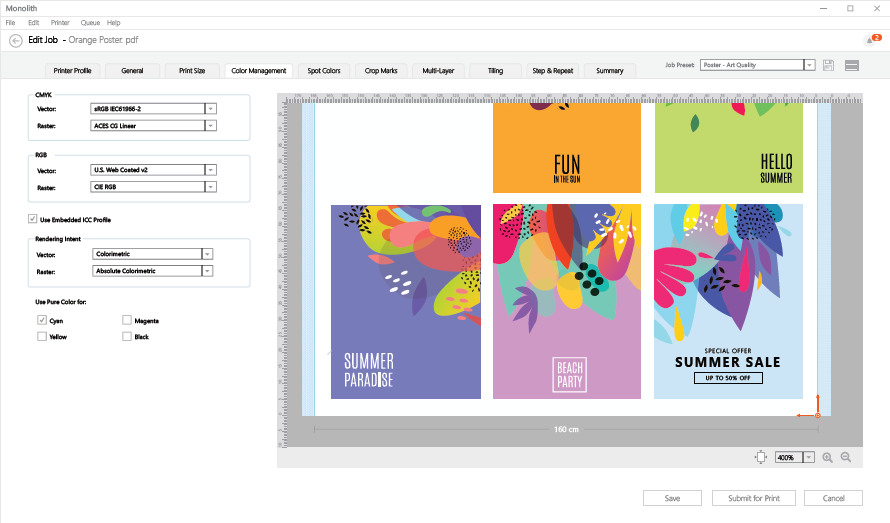 Monolith
File Edit Printer Queue Help
Edit Job - Orange Poster. pdf
2
Printer Profile General Print Size Color Management Spot Colors Crop Marks Multi-Layer Tiling Step & Repeat Summary
Job Preset: Poster - Art Quality
CMYK
Vector: sRGB IEC61966-2
Raster: ACES CG Linear
RGB
Vector: U.S. Web Coated v2
Raster: CIE RGB
Use Embedded ICC Profile
Rendering Intent
Vector: Colorimetric
Raster: Absolute Colorimetric
Use Pure Color for:
Cyan Magenta
Yellow Black
FUN
IN THE SUN
HELLO
SUMMER
SUMMER
PARADISE
BEACH
PARTY
SPECIAL OFFER
SUMMER SALE
UP TO 50% OFF
160 cm
400%
Save Submit for Print Cancel